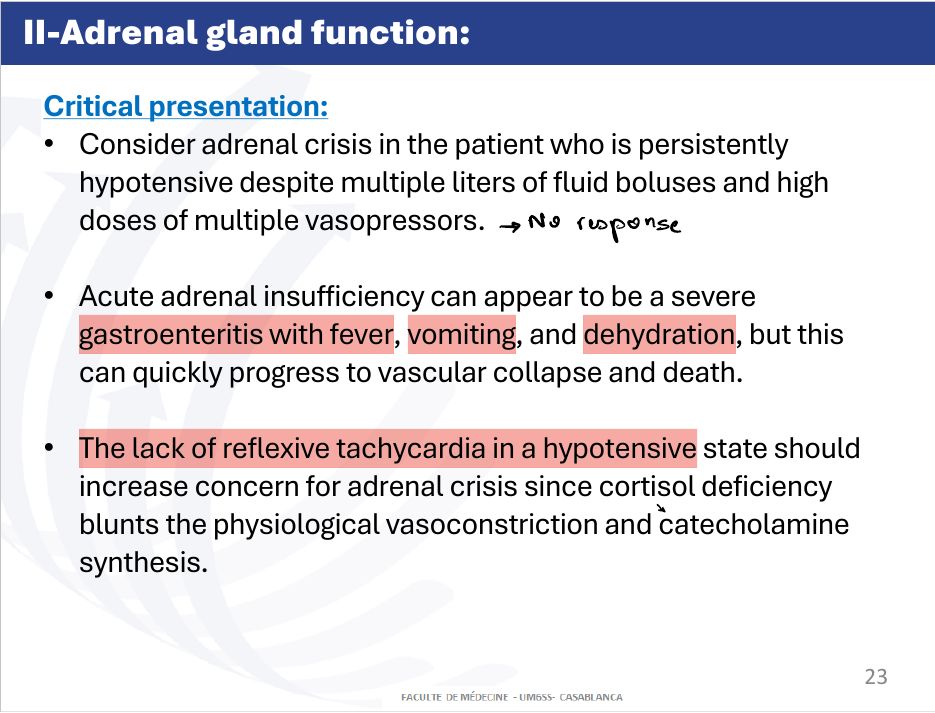 II-Adrenal gland function:
Critical presentation:
• Consider adrenal crisis in the patient who is persistently
hypotensive despite multiple liters of fluid boluses and high
doses of multiple vasopressors. → No response
• Acute adrenal insufficiency can appear to be a severe
gastroenteritis with fever, vomiting, and dehydration, but this
can quickly progress to vascular collapse and death.
• The lack of reflexive tachycardia in a hypotensive state should
increase concern for adrenal crisis since cortisol deficiency
blunts the physiological vasoconstriction and catecholamine
synthesis.
23
FACULTE DE MÉDECINE - UM6SS- CASABLANCA